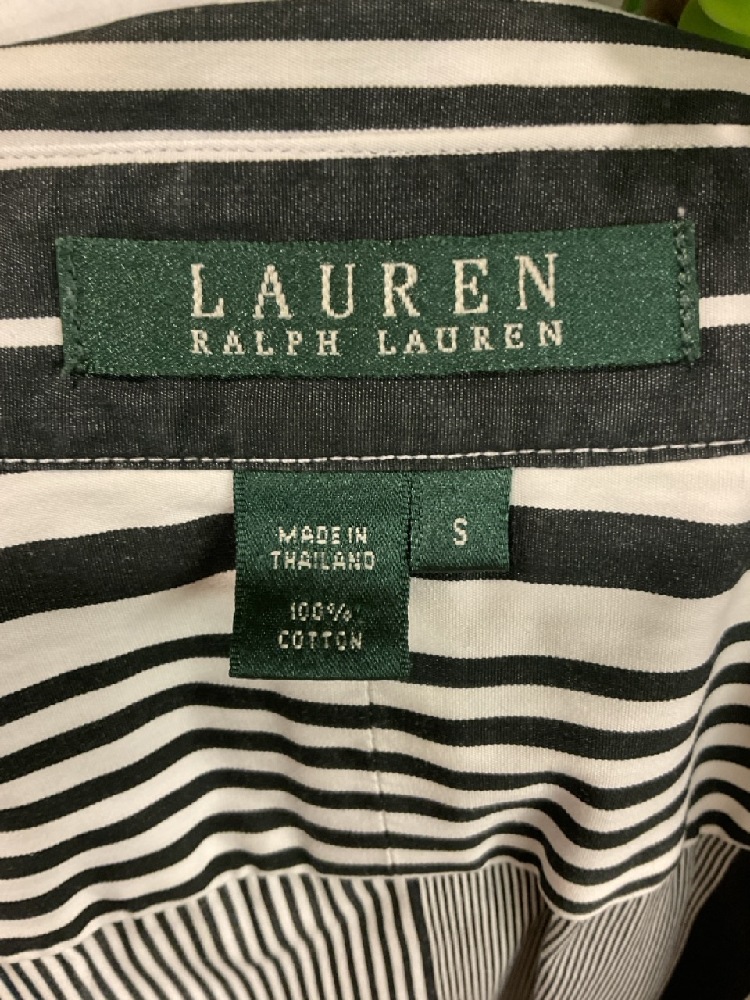 LAUREN
RALPH LAUREN
MADE IN
THAILAND
100%
COTTON
S